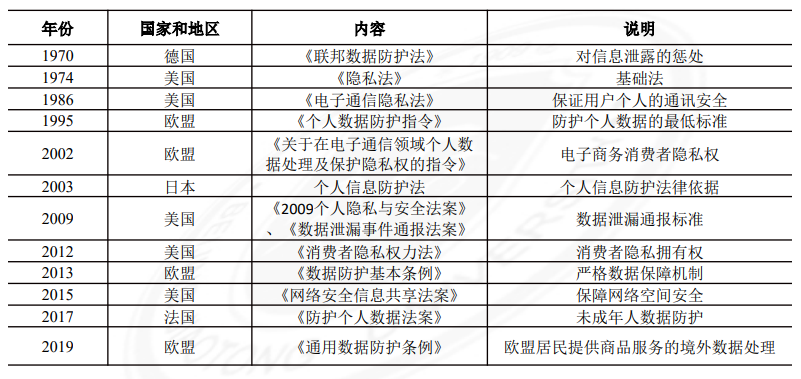 年份 国家和地区 内容 说明
1970 德国 《联邦数据防护法》 对信息泄露的惩处
1974 美国 《隐私法》 基础法
1986 美国 《电子通信隐私法》 保证用户个人的通讯安全
1995 欧盟 《个人数据防护指令》 防护个人数据的最低标准
2002 欧盟 《关于在电子通信领域个人数 电子商务消费者隐私权
据处理及保护隐私权的指令》
2003 日本 个人信息防护法 个人信息防护法律依据
2009 美国 《2009个人隐私与安全法案》 数据泄漏通报标准
、《数据泄漏事件通报法案》
2012 美国 《消费者隐私权力法》 消费者隐私拥有权
2013 欧盟 《数据防护基本条例》 严格数据保障机制
2015 美国 《网络安全信息共享法案》 保障网络空间安全
2017 法国 《防护个人数据法案》 未成年人数据防护
2019 欧盟 《通用数据防护条例》 欧盟居民提供商品服务的境外数据处理